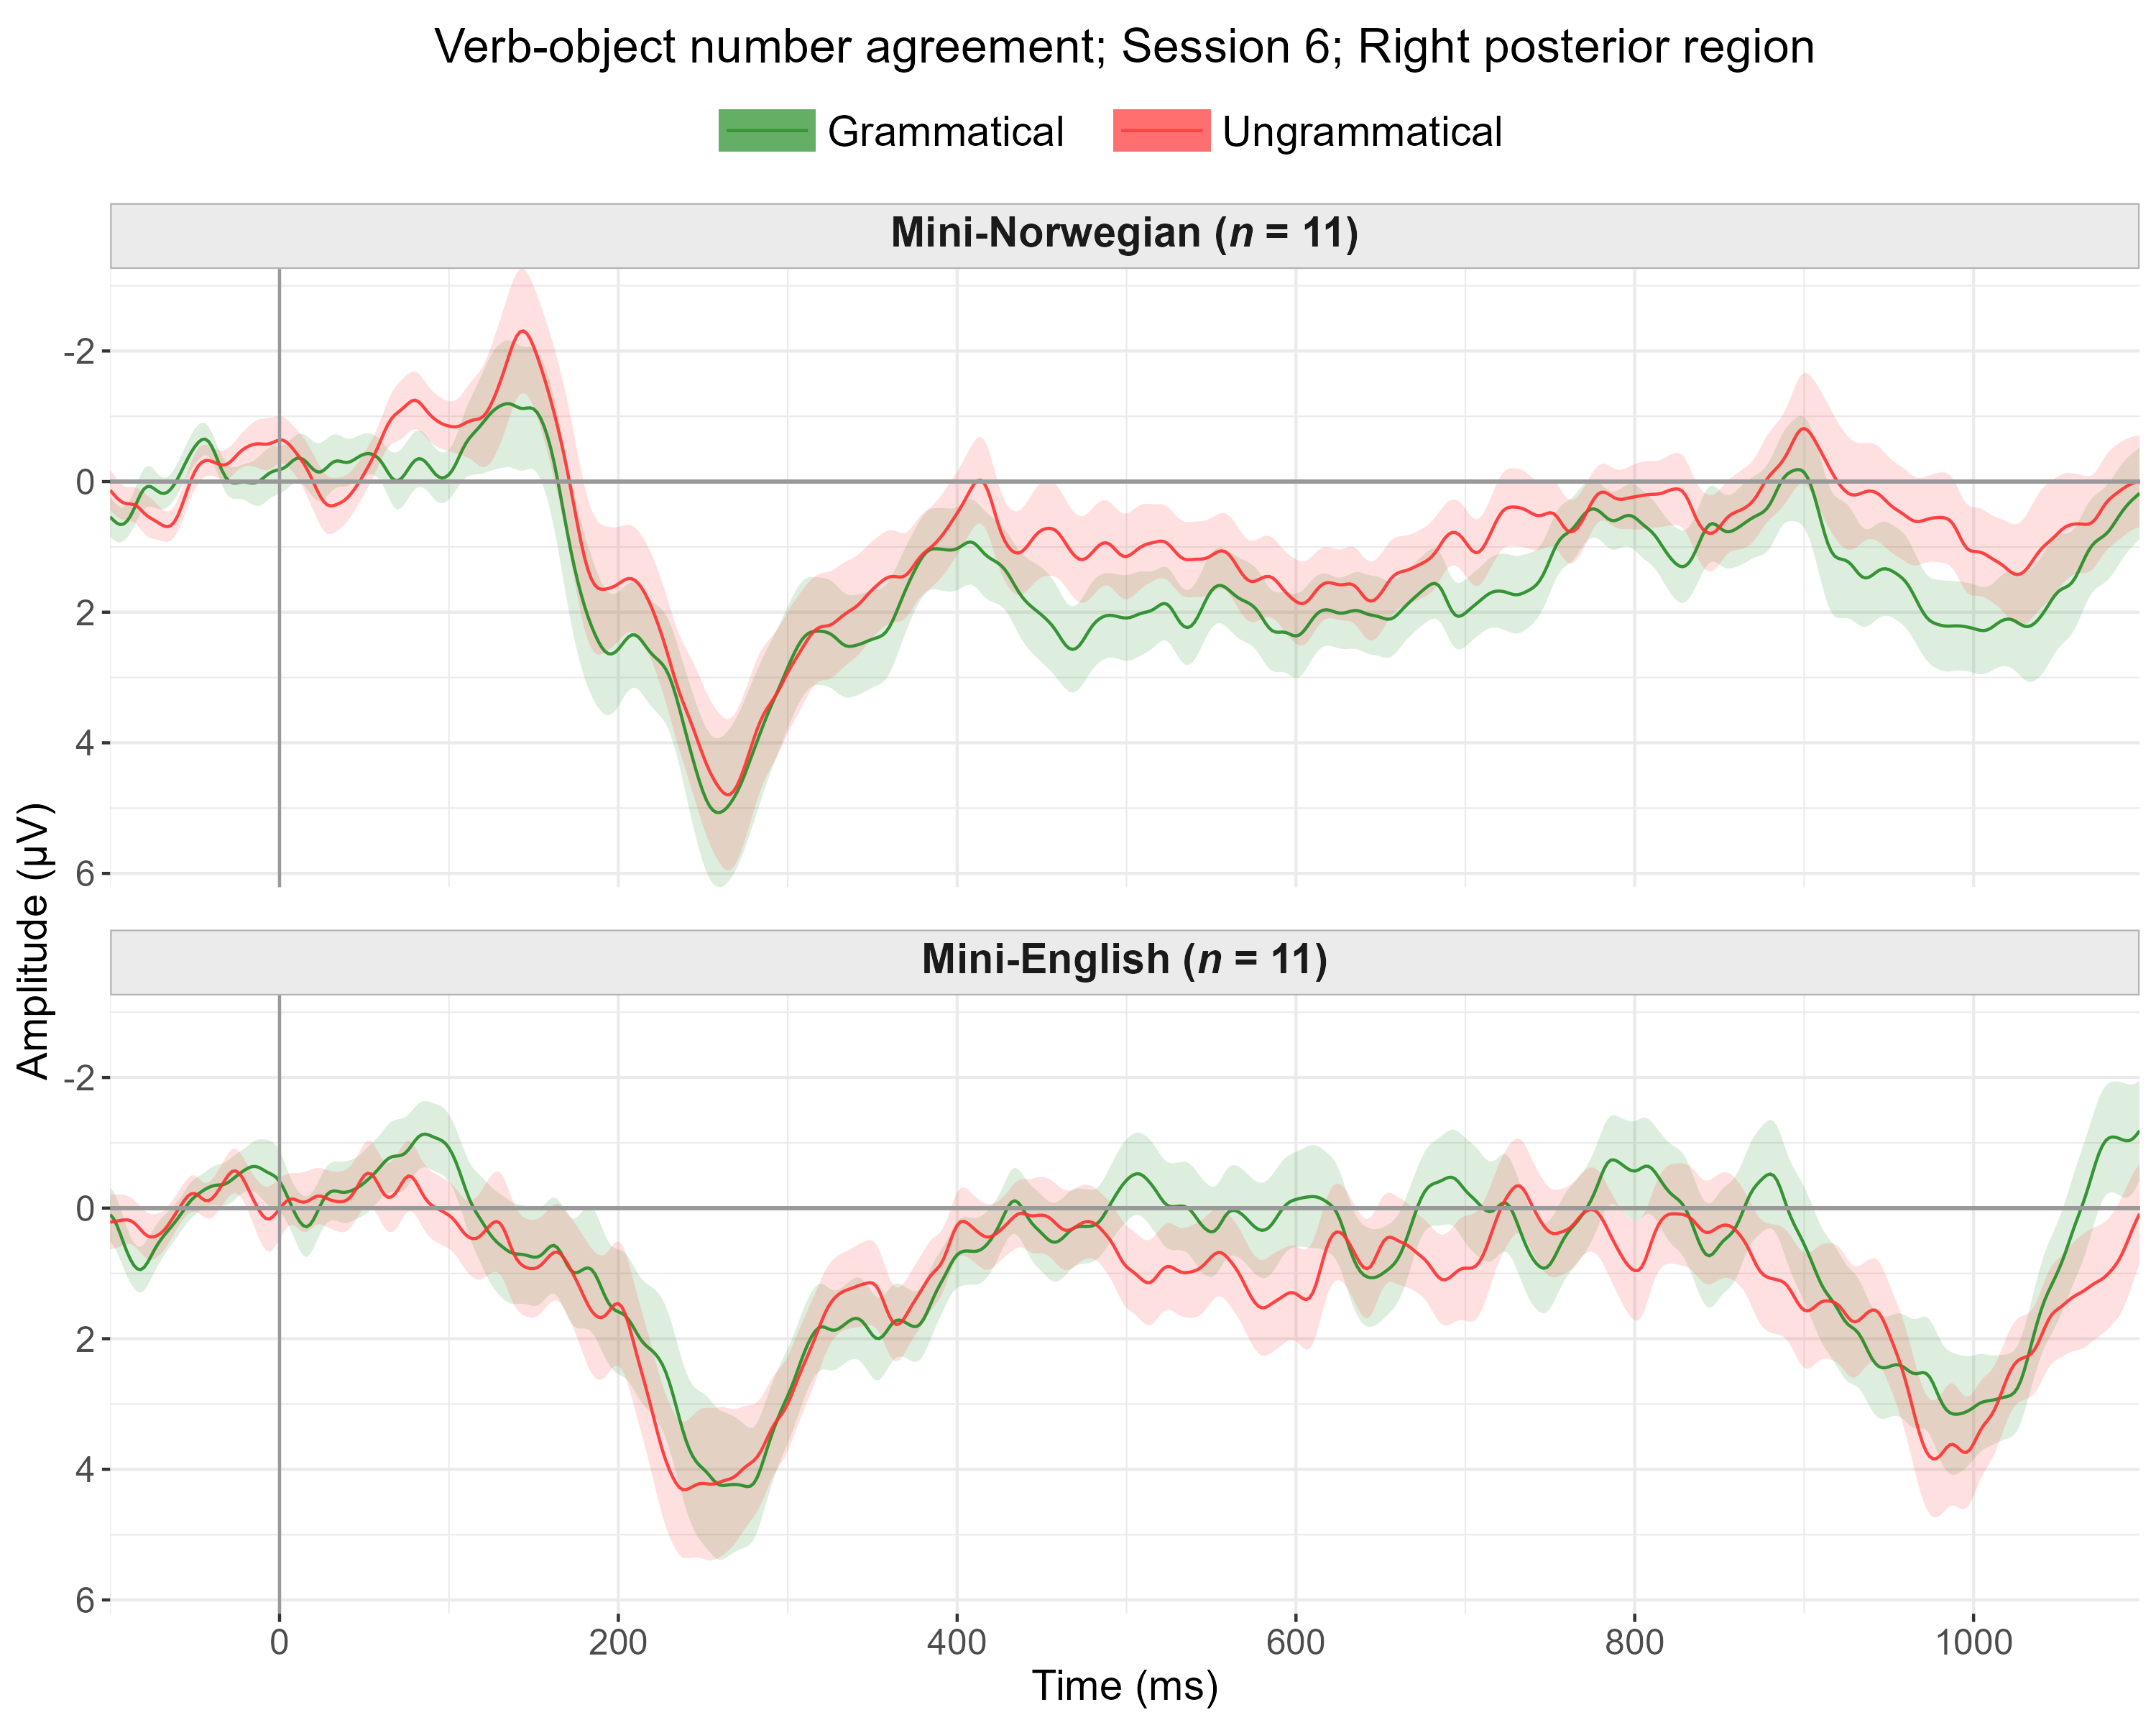 Verb-object number agreement; Session 6; Right posterior region
Grammatical
Ungrammatical
Mini-Norwegian (n = 11)
-2
0
2
4
6
Amplitude (µV)
Mini-English (n = 11)
-2
0
2
4
6
0 200 400 600 800 1000
Time (ms)